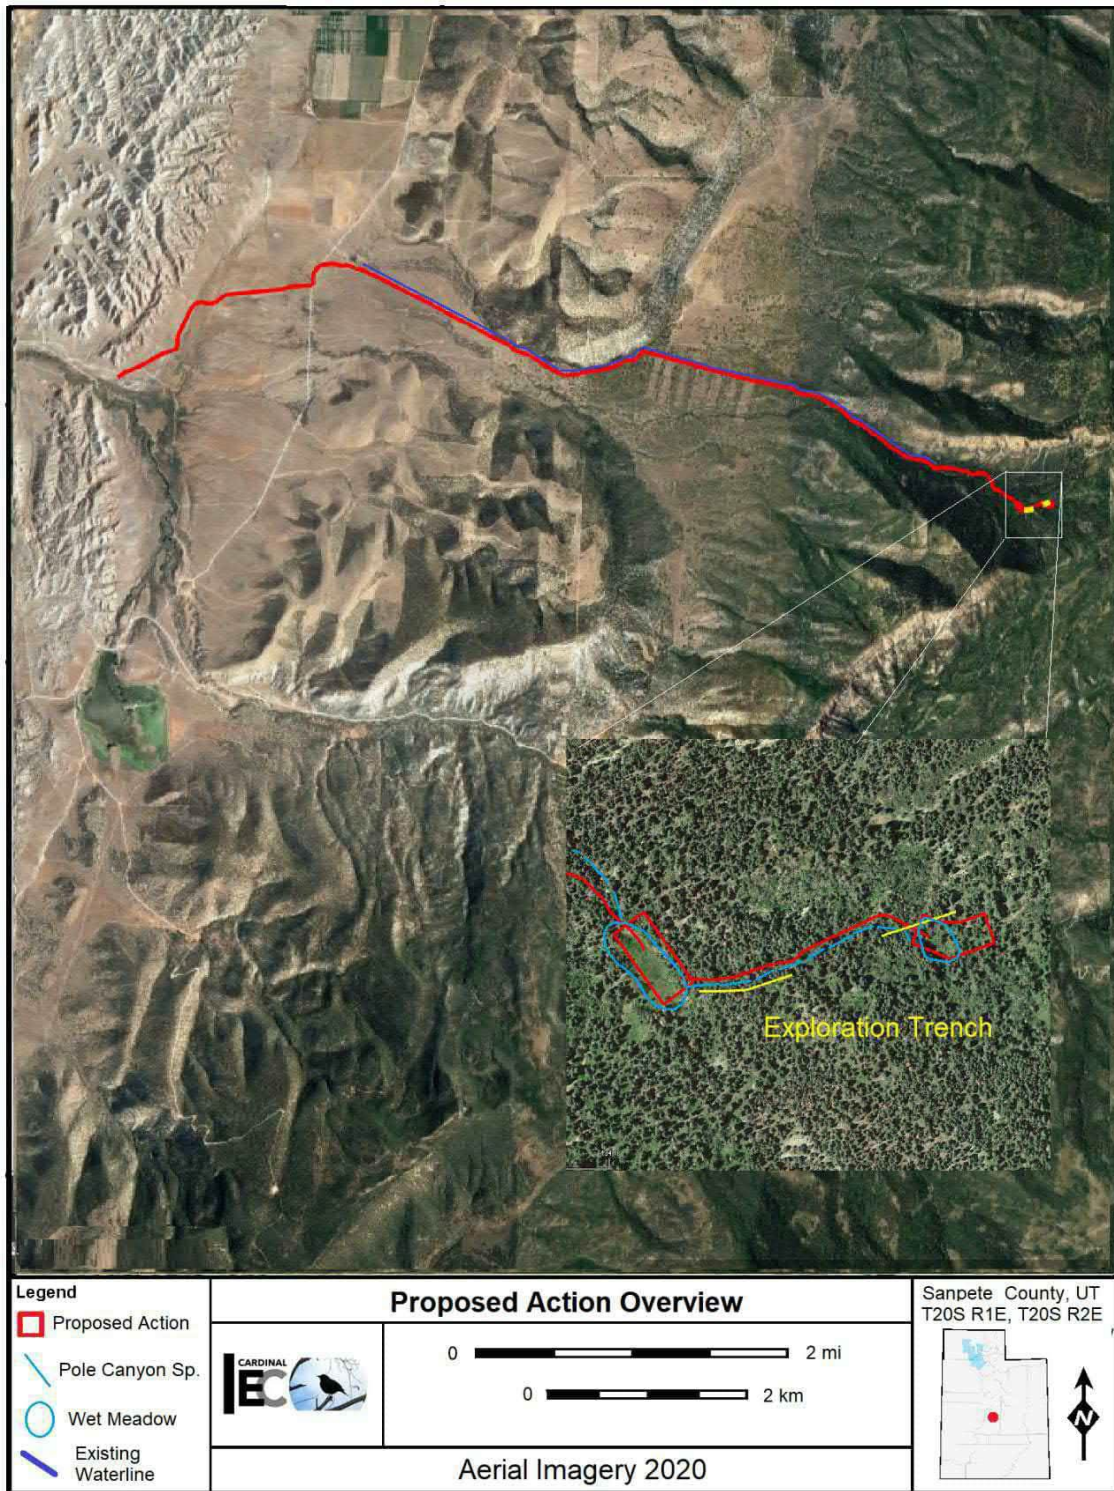 Exploration Trench
Legend
Proposed Action
Pole Canyon Sp.
Wet Meadow
Existing
Waterline
Proposed Action Overview
CARDINAL
IEC
0 2 mi
0 2 km
Aerial Imagery 2020
Sanpete County, UT
T20S R1E, T20S R2E
N